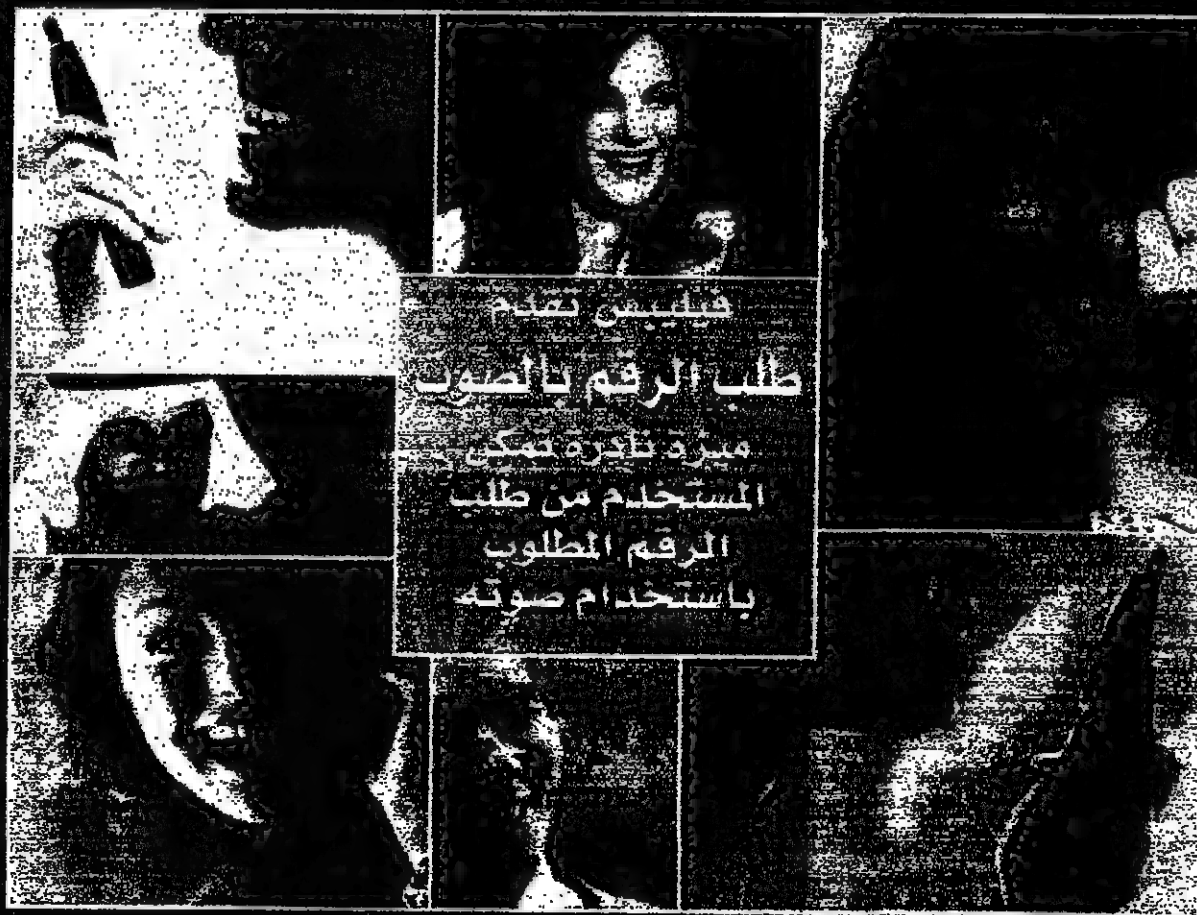 فيليبس تقدم
طلب الرقم بالصوت
ميزة نادرة تمكن
المستخدم من طلب
الرقم المطلوب
باستخدام صوته